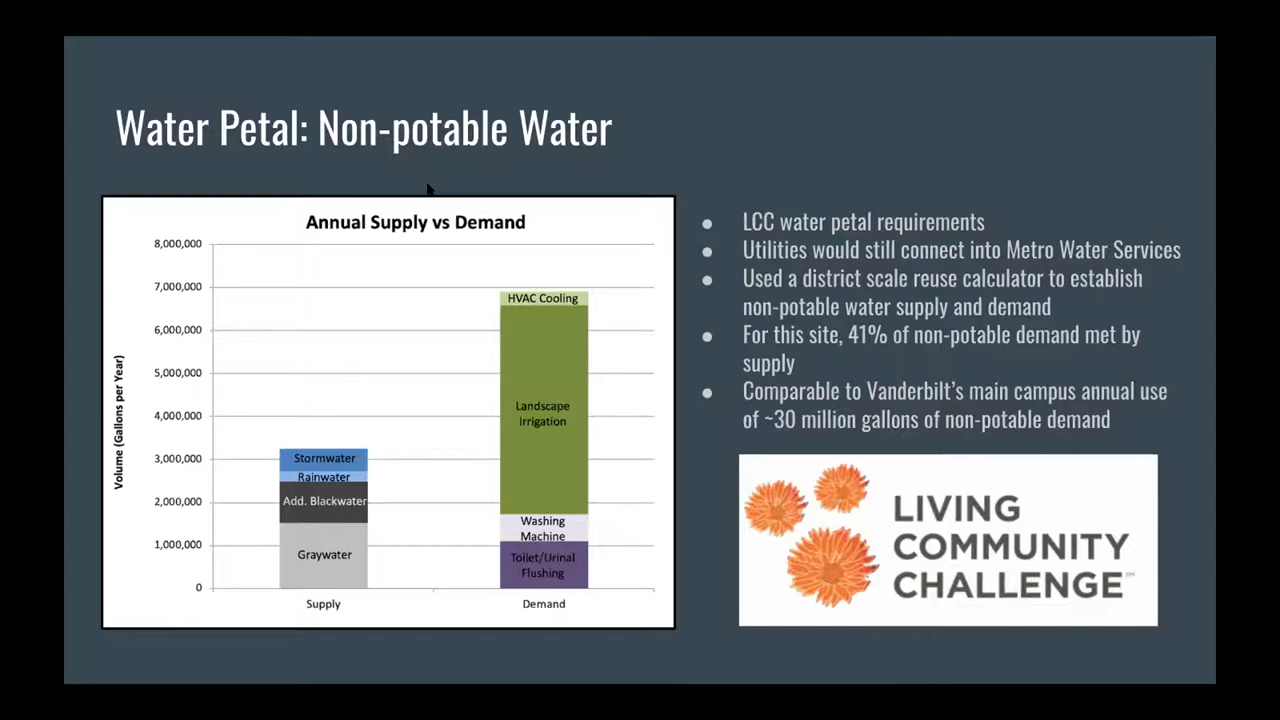 Water Petal: Non-potable Water
Annual Supply vs Demand
Volume (Gallons per Year)
8,000,000
7,000,000
6,000,000
5,000,000
4,000,000
3,000,000
2,000,000
1,000,000
0
Stormwater
Rainwater
Add. Blackwater
Graywater
Supply
HVAC Cooling
Landscape
Irrigation
Washing
Machine
Toilet/Urinal
Flushing
Demand
● LCC water petal requirements
● Utilities would still connect into Metro Water Services
● Used a district scale reuse calculator to establish
non-potable water supply and demand
● For this site, 41% of non-potable demand met by
supply
● Comparable to Vanderbilt's main campus annual use
of ~30 million gallons of non-potable demand
LIVING
COMMUNITY
CHALLENGE℠